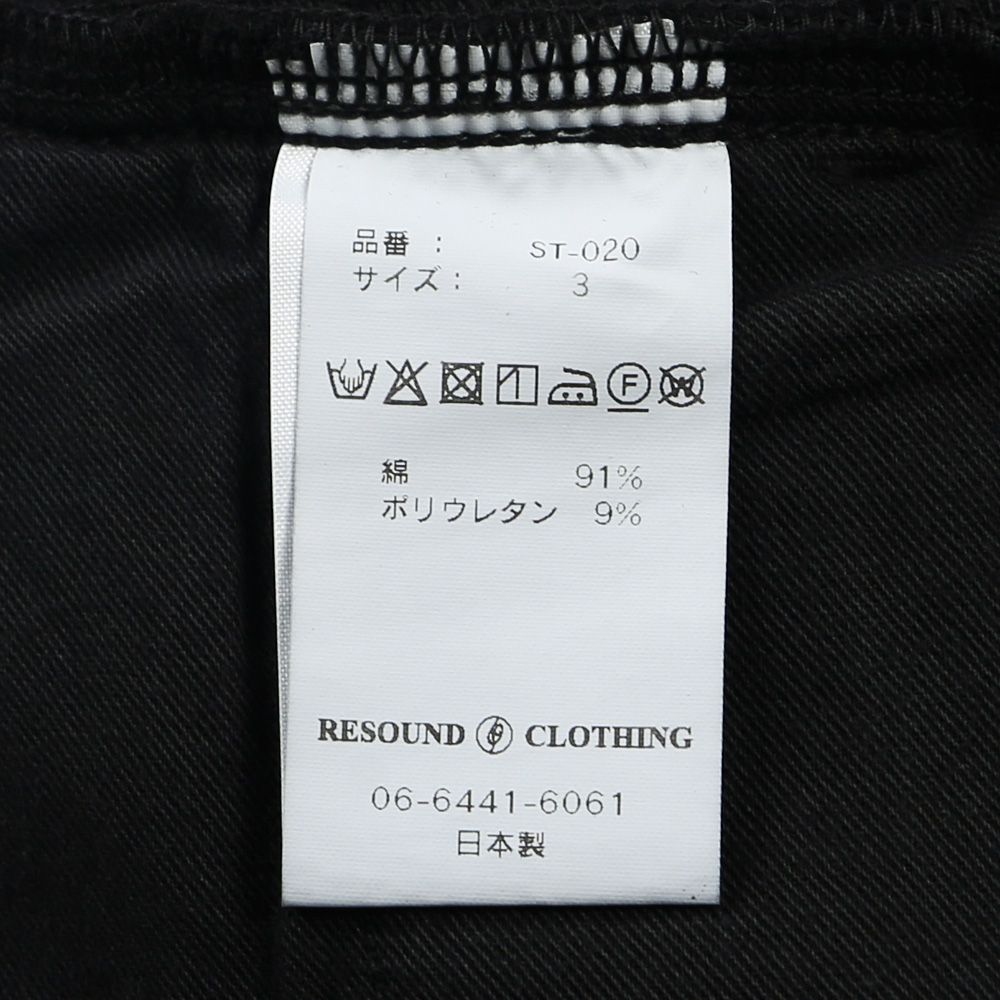 品番 : ST-020
サイズ : 3
F W
綿 91%
ポリウレタン 9%
RESOUND CLOTHING
06-6441-6061
日本製